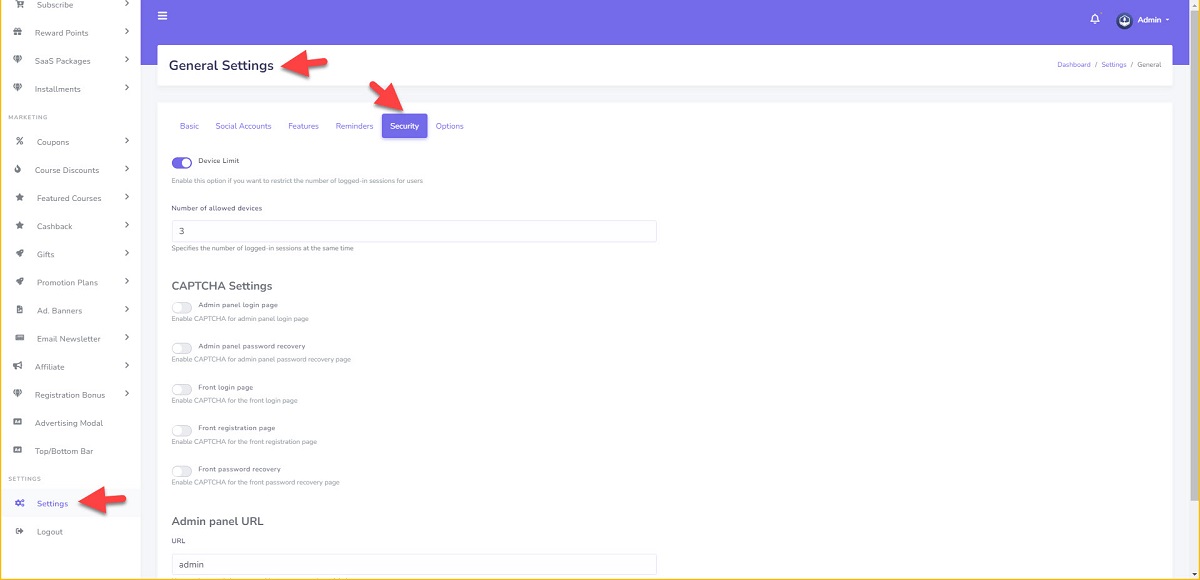 Subscribe
Reward Points
SaaS Packages
Installments
MARKETING
Coupons
Course Discounts
Featured Courses
Cashback
Gifts
Promotion Plans
Ad. Banners
Email Newsletter
Affiliate
Registration Bonus
Advertising Modal
Top/Bottom Bar
SETTINGS
Settings
Logout
Admin
General Settings
Dashboard / Settings / General
Basic Social Accounts Features Reminders Security Options
Device Limit
Enable this option if you want to restrict the number of logged-in sessions for users
Number of allowed devices
3
Specifies the number of logged-in sessions at the same time
CAPTCHA Settings
Admin panel login page
Enable CAPTCHA for admin panel login page
Admin panel password recovery
Enable CAPTCHA for admin panel password recovery page
Front login page
Enable CAPTCHA for the front login page
Front registration page
Enable CAPTCHA for the front registration page
Front password recovery
Enable CAPTCHA for the front password recovery page
Admin panel URL
URL
admin